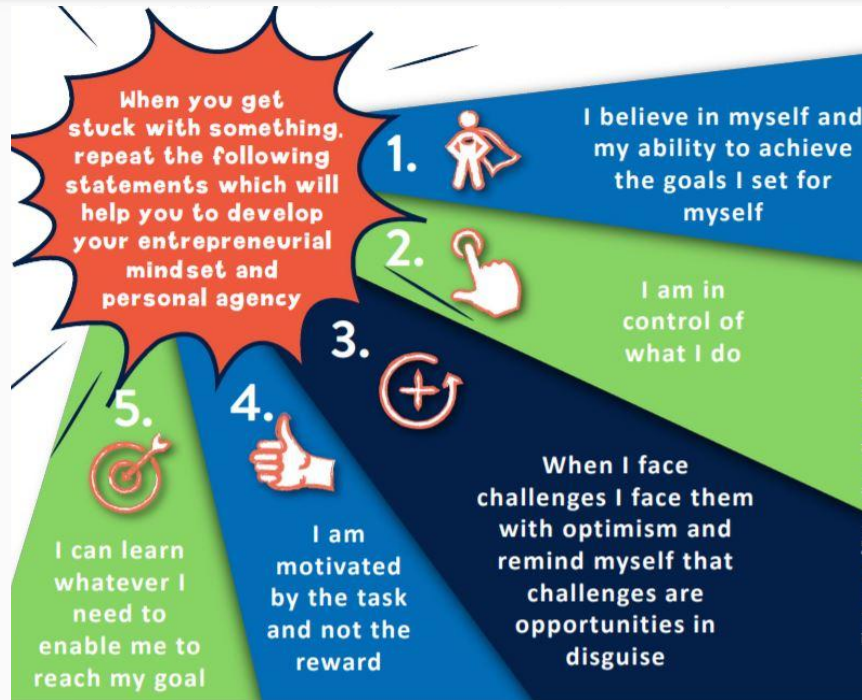 When you get
stuck with something,
repeat the following
statements which will
help you to develop
your entrepreneurial
mindset and
personal agency
1.
I believe in myself and
my ability to achieve
the goals I set for
myself
2.
I am in
control of
what I do
3.
When I face
challenges I face them
with optimism and
remind myself that
challenges are
opportunities in
disguise
4.
I am
motivated
by the task
and not the
reward
5.
I can learn
whatever I
need to
enable me to
reach my goal